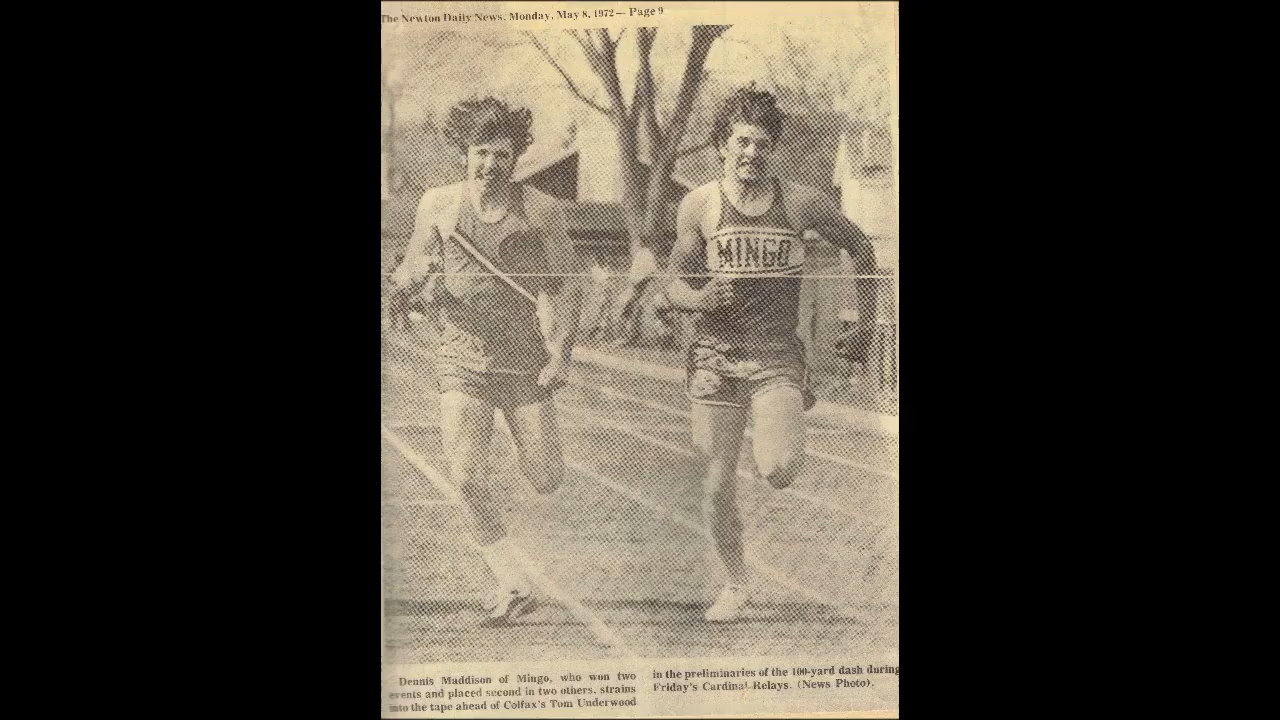 The Newton Daily News, Monday, May 8, 1972 — Page 9
MINGO
Dennis Maddison of Mingo, who won two
events and placed second in two others, strains
into the tape ahead of Colfax's Tom Underwood
in the preliminaries of the 100-yard dash during
Friday's Cardinal Relays. (News Photo).